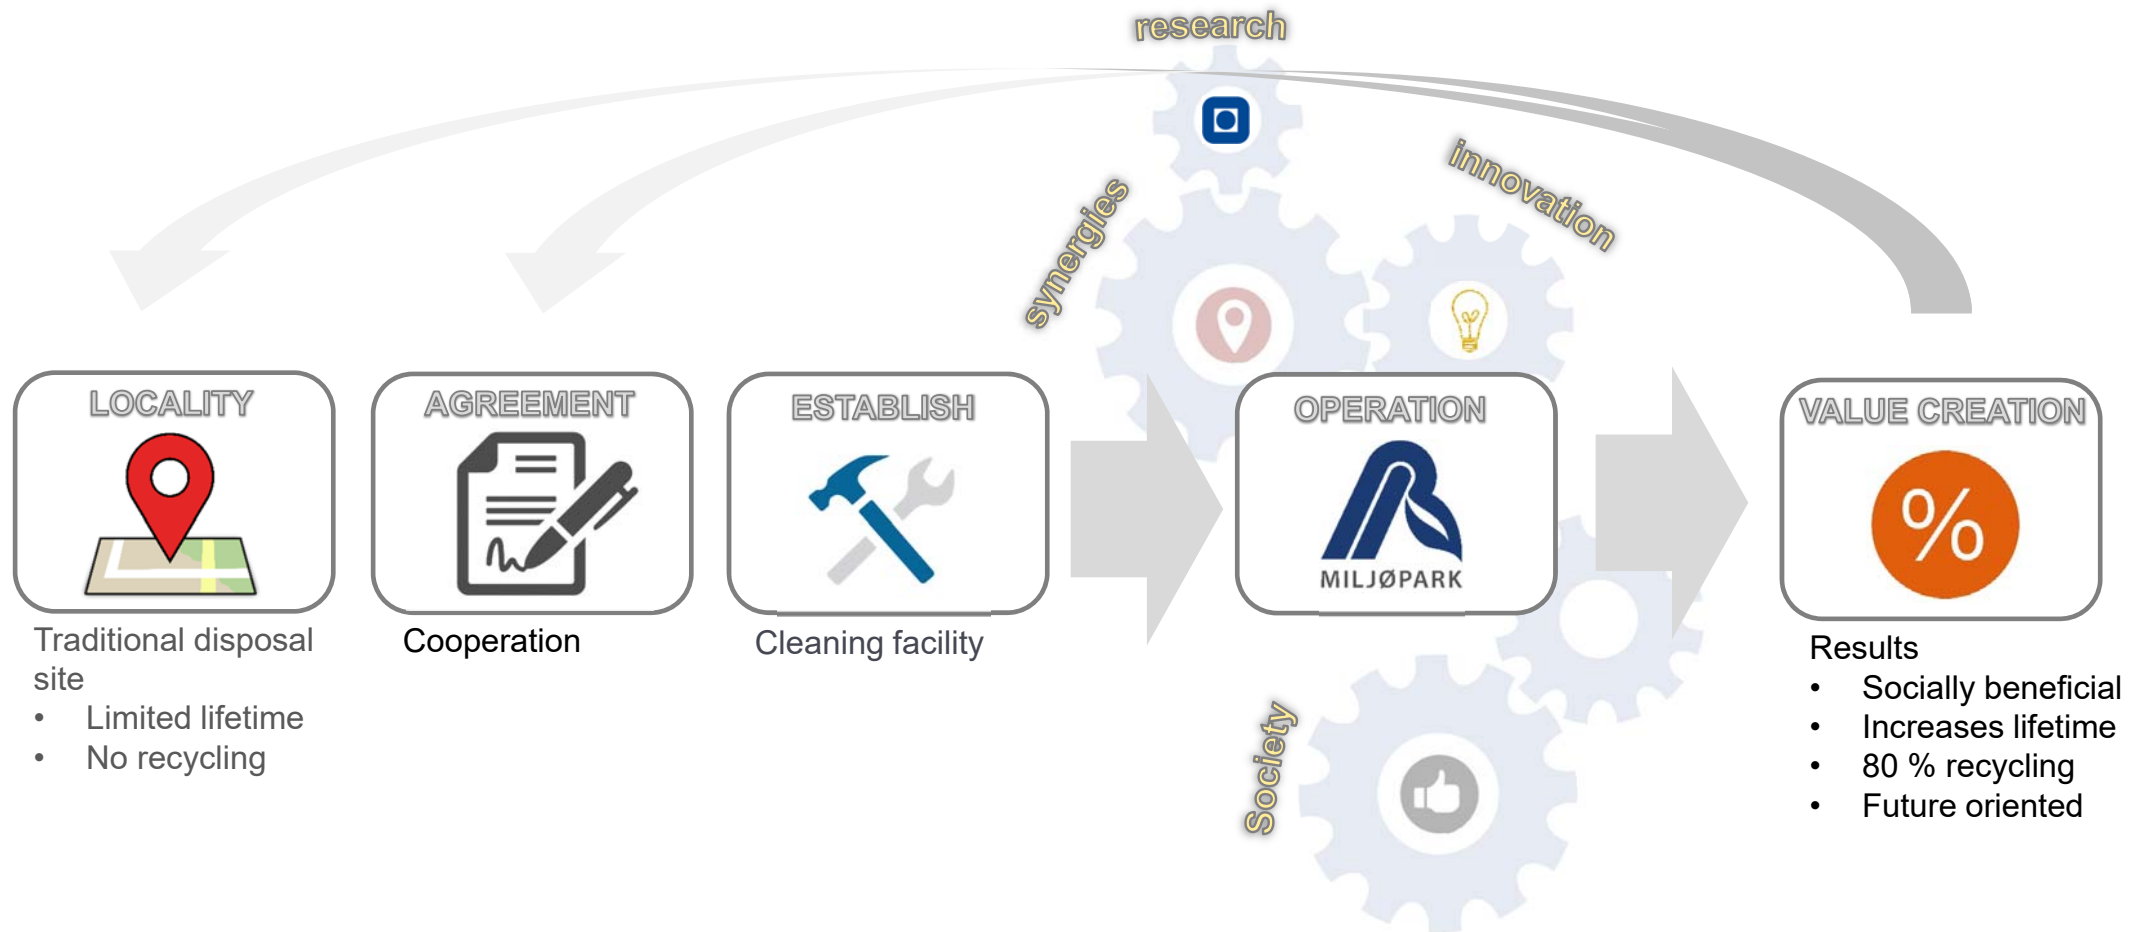 research
synergies
innovation
LOCALITY
Traditional disposal
site
• Limited lifetime
• No recycling
AGREEMENT
Cooperation
ESTABLISH
Cleaning facility
OPERATION
MILJØPARK
Society
VALUE CREATION
%
Results
• Socially beneficial
• Increases lifetime
• 80 % recycling
• Future oriented